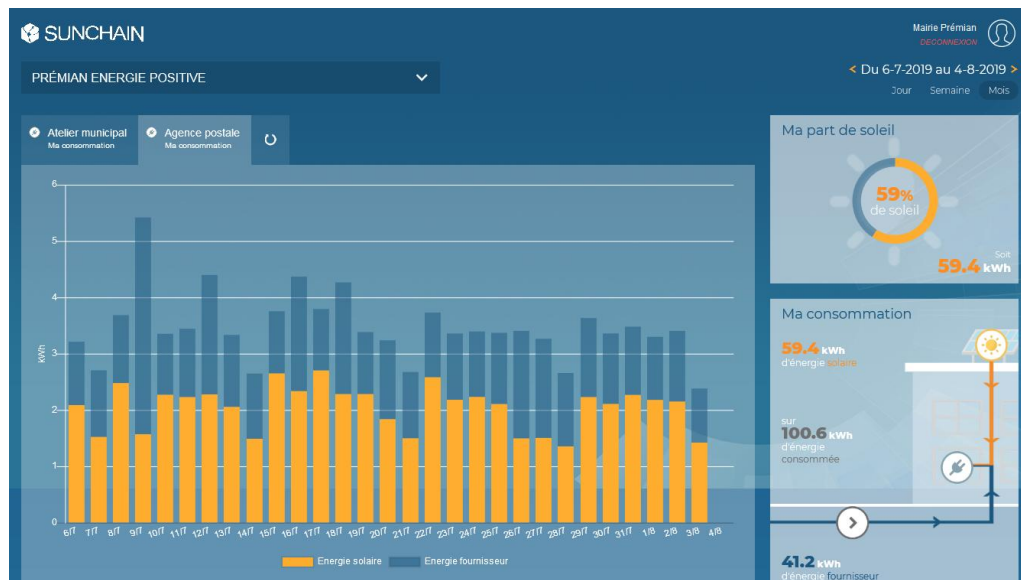 SUNCHAIN
Mairie Prémian
DECONNEXION
PRÉMIAN ENERGIE POSITIVE
< Du 6-7-2019 au 4-8-2019 >
Jour Semaine Mois
Atelier municipal
Ma consommation
Agence postale
Ma consommation
6
5
4
3
2
1
0
kWh
6/7 7/7 8/7 9/7 10/7 11/7 12/7 13/7 14/7 15/7 16/7 17/7 18/7 19/7 20/7 21/7 22/7 23/7 24/7 25/7 26/7 27/7 28/7 29/7 30/7 31/7 1/8 2/8 3/8 4/8
Energie solaire Energie fournisseur
Ma part de soleil
59%
de soleil
Soit
59.4 kWh
Ma consommation
59.4 kWh
d'énergie solaire
sur
100.6 kWh
d'énergie
consommée
41.2 kWh
d'énergie fournisseur